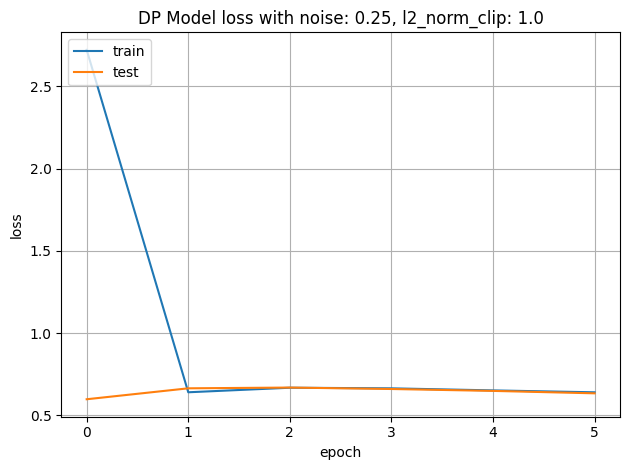 DP Model loss with noise: 0.25, l2_norm_clip: 1.0
train
test
2.5
2.0
1.5
1.0
0.5
loss
0 1 2 3 4 5
epoch